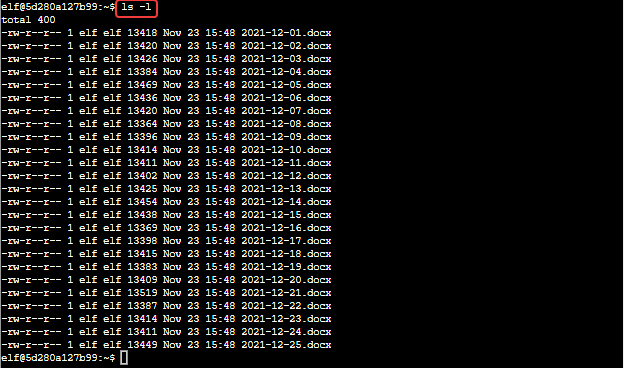 elf@5d280a127b99:~$ ls -l
total 400
-rw-r--r-- 1 elf elf 13418 Nov 23 15:48 2021-12-01.docx
-rw-r--r-- 1 elf elf 13420 Nov 23 15:48 2021-12-02.docx
-rw-r--r-- 1 elf elf 13426 Nov 23 15:48 2021-12-03.docx
-rw-r--r-- 1 elf elf 13384 Nov 23 15:48 2021-12-04.docx
-rw-r--r-- 1 elf elf 13469 Nov 23 15:48 2021-12-05.docx
-rw-r--r-- 1 elf elf 13436 Nov 23 15:48 2021-12-06.docx
-rw-r--r-- 1 elf elf 13420 Nov 23 15:48 2021-12-07.docx
-rw-r--r-- 1 elf elf 13364 Nov 23 15:48 2021-12-08.docx
-rw-r--r-- 1 elf elf 13396 Nov 23 15:48 2021-12-09.docx
-rw-r--r-- 1 elf elf 13414 Nov 23 15:48 2021-12-10.docx
-rw-r--r-- 1 elf elf 13411 Nov 23 15:48 2021-12-11.docx
-rw-r--r-- 1 elf elf 13402 Nov 23 15:48 2021-12-12.docx
-rw-r--r-- 1 elf elf 13425 Nov 23 15:48 2021-12-13.docx
-rw-r--r-- 1 elf elf 13454 Nov 23 15:48 2021-12-14.docx
-rw-r--r-- 1 elf elf 13438 Nov 23 15:48 2021-12-15.docx
-rw-r--r-- 1 elf elf 13369 Nov 23 15:48 2021-12-16.docx
-rw-r--r-- 1 elf elf 13398 Nov 23 15:48 2021-12-17.docx
-rw-r--r-- 1 elf elf 13415 Nov 23 15:48 2021-12-18.docx
-rw-r--r-- 1 elf elf 13383 Nov 23 15:48 2021-12-19.docx
-rw-r--r-- 1 elf elf 13409 Nov 23 15:48 2021-12-20.docx
-rw-r--r-- 1 elf elf 13519 Nov 23 15:48 2021-12-21.docx
-rw-r--r-- 1 elf elf 13387 Nov 23 15:48 2021-12-22.docx
-rw-r--r-- 1 elf elf 13414 Nov 23 15:48 2021-12-23.docx
-rw-r--r-- 1 elf elf 13411 Nov 23 15:48 2021-12-24.docx
-rw-r--r-- 1 elf elf 13449 Nov 23 15:48 2021-12-25.docx
elf@5d280a127b99:~$